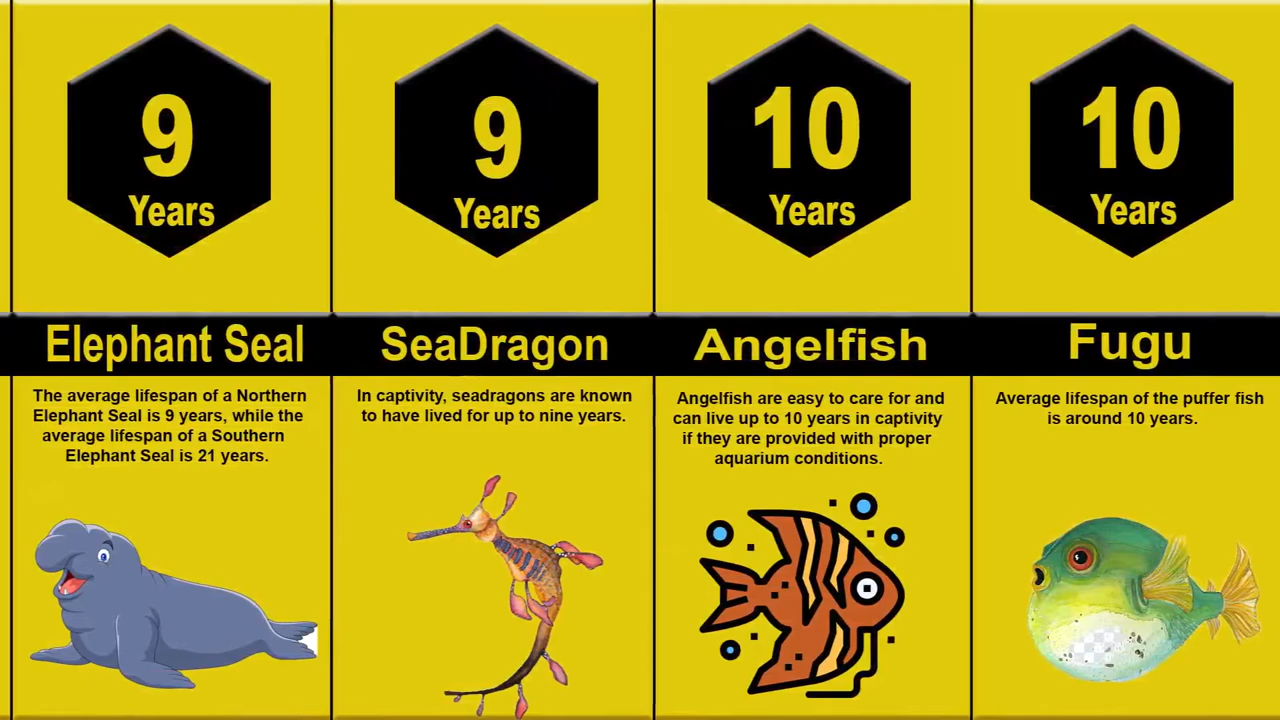 9
Years
9
Years
10
Years
10
Years
Elephant Seal
SeaDragon
Angelfish
Fugu
The average lifespan of a Northern
Elephant Seal is 9 years, while the
average lifespan of a Southern
Elephant Seal is 21 years.
In captivity, seadragons are known
to have lived for up to nine years.
Angelfish are easy to care for and
can live up to 10 years in captivity
if they are provided with proper
aquarium conditions.
Average lifespan of the puffer fish
is around 10 years.